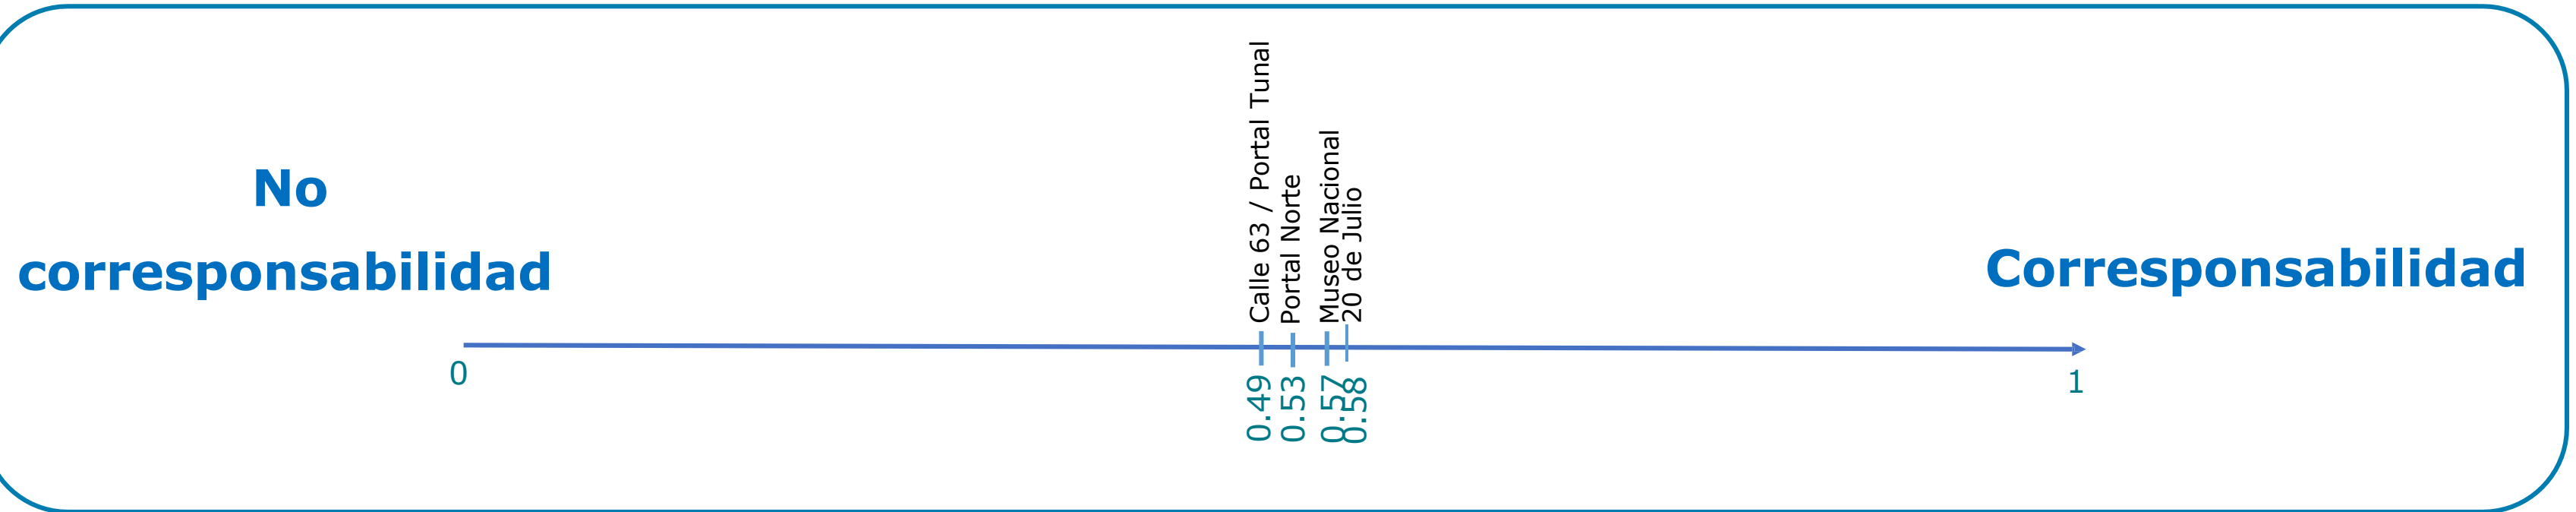 No
corresponsabilidad
Calle 63 / Portal Tunal
Portal Norte
Museo Nacional
20 de Julio
Corresponsabilidad
0
0.49
0.53
0.57
0.58
1